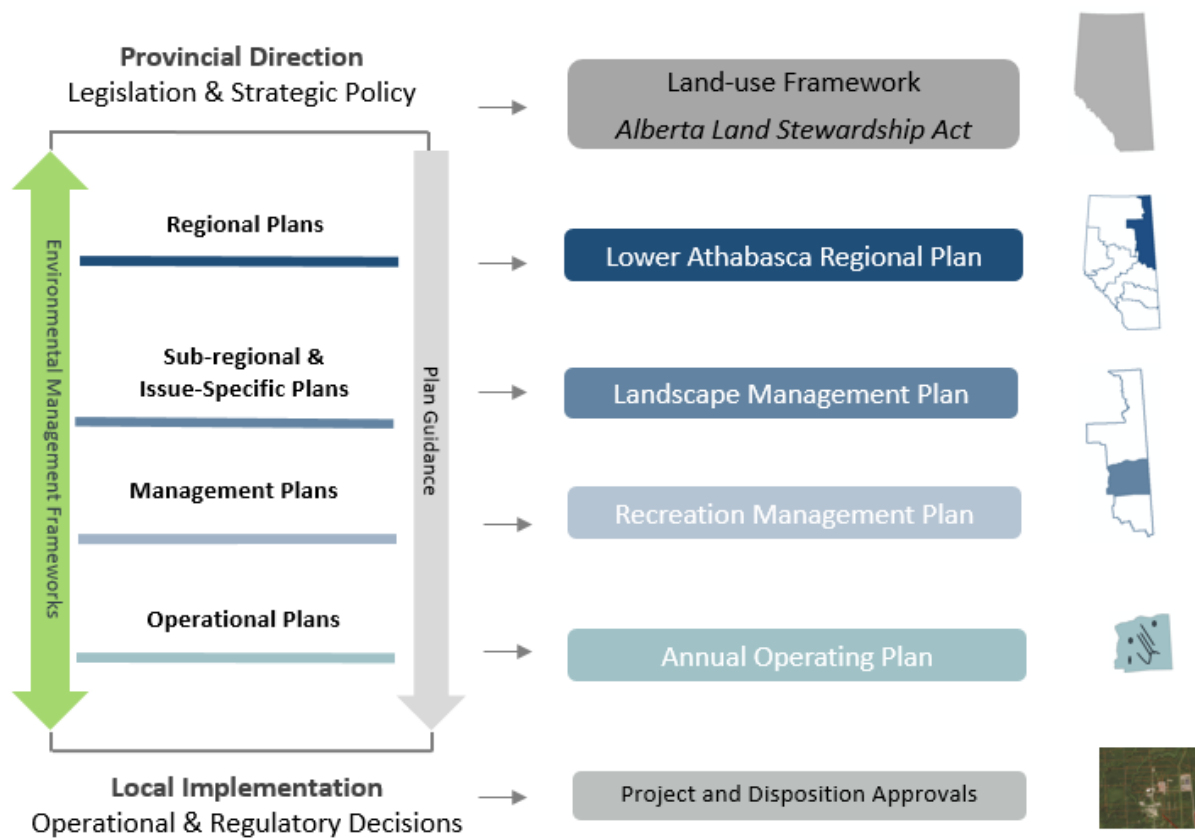 Provincial Direction
Legislation & Strategic Policy
Land-use Framework
Alberta Land Stewardship Act
Environmental Management Frameworks
Plan Guidance
Regional Plans
Lower Athabasca Regional Plan
Sub-regional &
Issue-Specific Plans
Landscape Management Plan
Management Plans
Recreation Management Plan
Operational Plans
Annual Operating Plan
Local Implementation
Operational & Regulatory Decisions
Project and Disposition Approvals